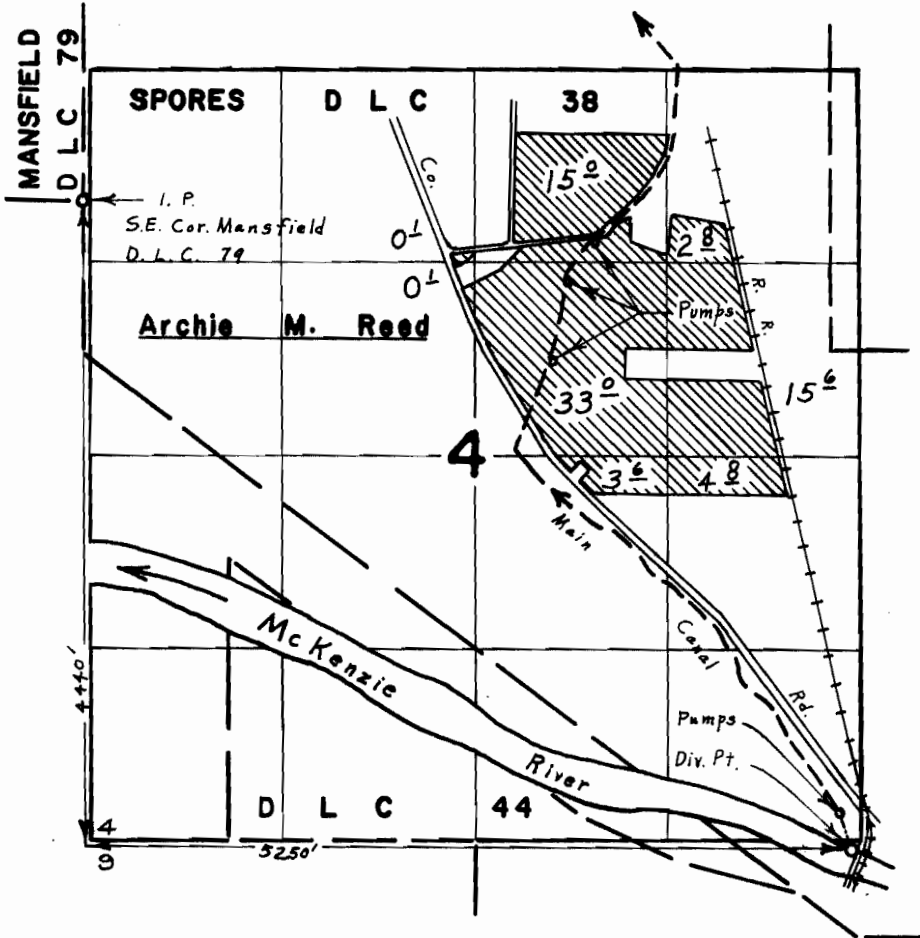 MANSFIELD
D L C 79
SPORES D L C 38
Co.
I. P.
S.E. Cor. Mansfield
D. L. C. 79
15 0
0 1
0 1
2 8
Archie M. Reed
Pumps
R. R.
15 6
33 0
4
3 6
4 8
Main
Canal
Rd.
McKenzie
River
4440'
Pumps
Div. Pt.
D L C 44
4
9
5250'